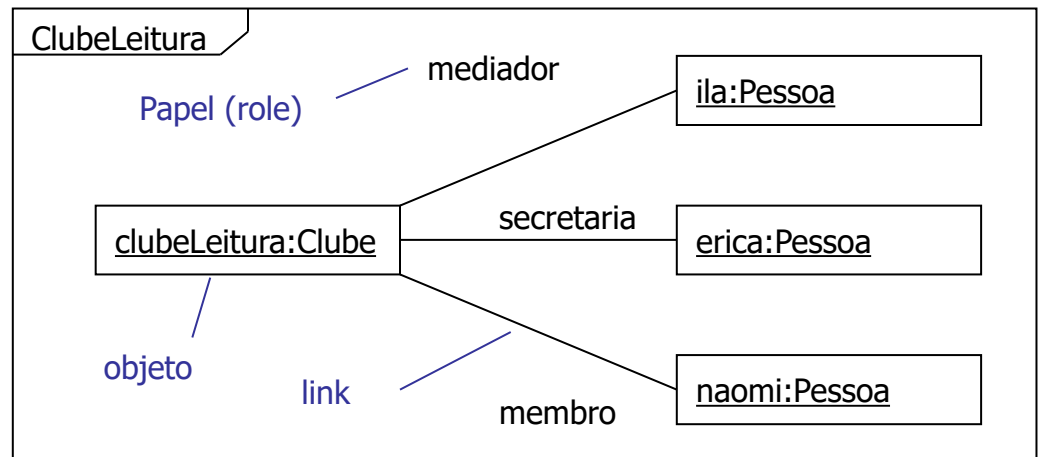 ClubeLeitura
mediador
Papel (role)
ila:Pessoa
clubeLeitura:Clube
secretaria
erica:Pessoa
objeto
link
membro
naomi:Pessoa